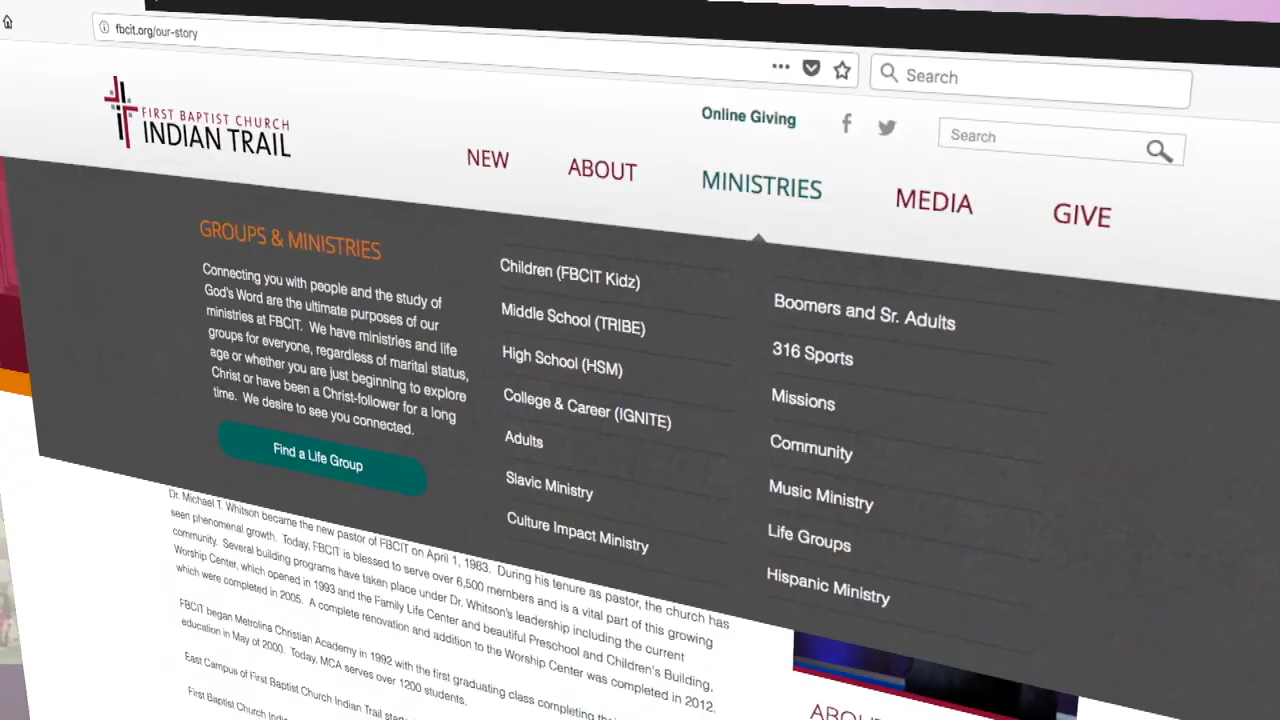 fbcit.org/our-story
Search
FIRST BAPTIST CHURCH
INDIAN TRAIL
Online Giving
Search
NEW
ABOUT
MINISTRIES
MEDIA
GIVE
GROUPS & MINISTRIES
Connecting you with people and the study of
God's Word are the ultimate purposes of our
ministries at FBCIT. We have ministries and life
groups for everyone, regardless of marital status,
age or whether you are just beginning to explore
Christ or have been a Christ-follower for a long
time. We desire to see you connected.
Find a Life Group
Children (FBCIT Kidz)
Middle School (TRIBE)
High School (HSM)
College & Career (IGNITE)
Adults
Slavic Ministry
Culture Impact Ministry
Boomers and Sr. Adults
316 Sports
Missions
Community
Music Ministry
Life Groups
Hispanic Ministry
Dr. Michael T. Whitson became the new pastor of FBCIT on April 1, 1983. During his tenure as pastor, the church has
seen phenomenal growth. Today, FBCIT is blessed to serve over 6,500 members and is a vital part of this growing
community. Several building programs have taken place under Dr. Whitson's leadership including the current
Worship Center, which opened in 1993 and the Family Life Center and beautiful Preschool and Children's Building,
which were completed in 2005. A complete renovation and addition to the Worship Center was completed in 2012.
FBCIT began Metrolina Christian Academy in 1992 with the first graduating class completing
education in May of 2000. Today, MCA serves over 1200 students.
East Campus of First Baptist Church Indian Trail
First Baptist Church